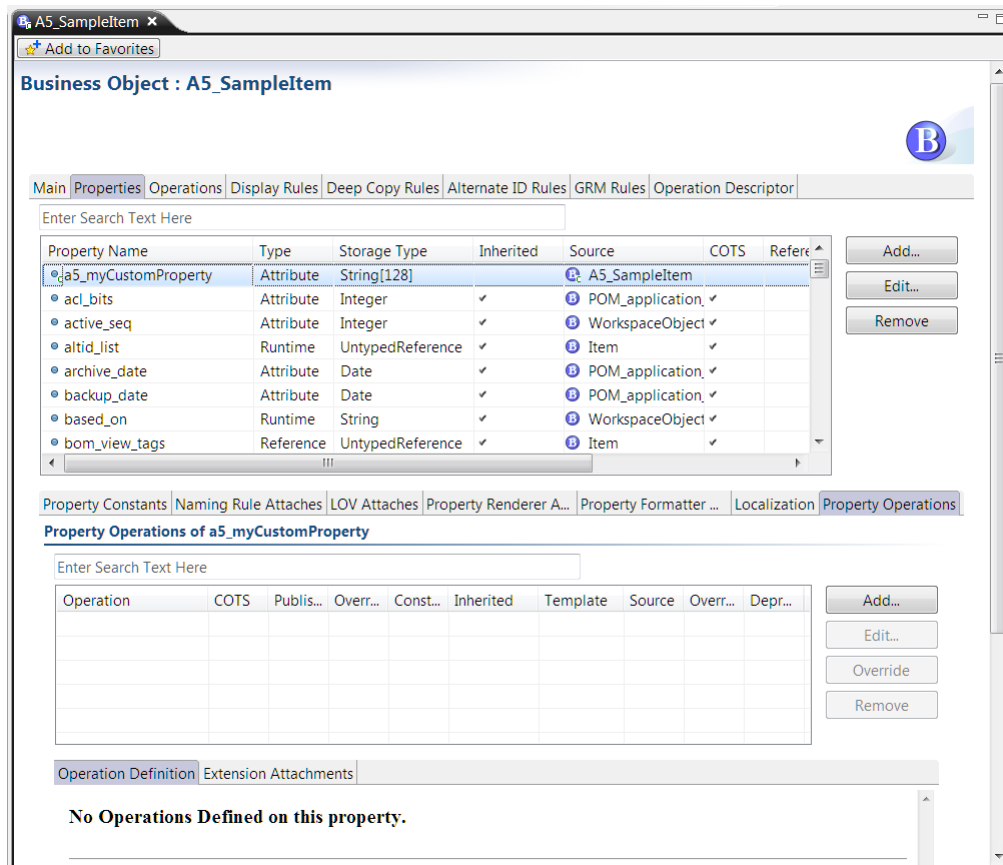 A5_SampleItem
Add to Favorites
Business Object : A5_SampleItem
B
Main Properties Operations Display Rules Deep Copy Rules Alternate ID Rules GRM Rules Operation Descriptor
Enter Search Text Here
Property Name Type Storage Type Inherited Source COTS Refere
a5_myCustomProperty Attribute String[128] A5_SampleItem
acl_bits Attribute Integer ✔ POM_application_ ✔
active_seq Attribute Integer ✔ WorkspaceObject ✔
altid_list Runtime UntypedReference ✔ Item ✔
archive_date Attribute Date ✔ POM_application_ ✔
backup_date Attribute Date ✔ POM_application_ ✔
based_on Runtime String ✔ WorkspaceObject ✔
bom_view_tags Reference UntypedReference ✔ Item ✔
Add...
Edit...
Remove
Property Constants Naming Rule Attaches LOV Attaches Property Renderer A... Property Formatter ... Localization Property Operations
Property Operations of a5_myCustomProperty
Enter Search Text Here
Operation COTS Publis... Overr... Const... Inherited Template Source Overr... Depr...
Add...
Edit...
Override
Remove
Operation Definition Extension Attachments
No Operations Defined on this property.